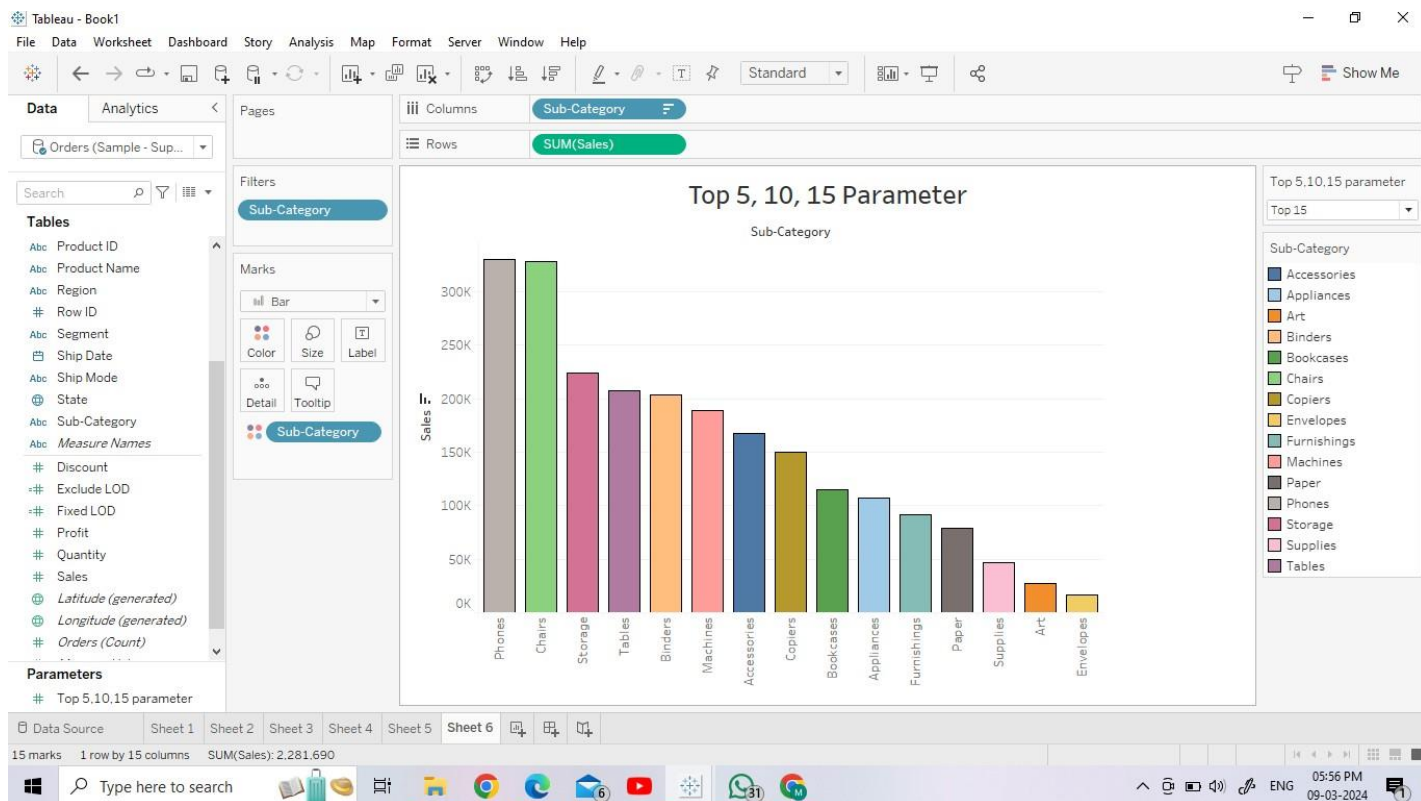 Tableau - Book1
File Data Worksheet Dashboard Story Analysis Map Format Server Window Help
Standard
Show Me
Data Analytics
Orders (Sample - Sup...
Search
Tables
Abc Product ID
Abc Product Name
Abc Region
# Row ID
Abc Segment
Ship Date
Abc Ship Mode
State
Abc Sub-Category
Abc Measure Names
# Discount
=# Exclude LOD
=# Fixed LOD
# Profit
# Quantity
# Sales
Latitude (generated)
Longitude (generated)
# Orders (Count)
Parameters
# Top 5,10,15 parameter
Pages
Filters
Sub-Category
Marks
Bar
Color Size Label
Detail Tooltip
Sub-Category
iii Columns Sub-Category
Rows SUM(Sales)
Top 5, 10, 15 Parameter
Sub-Category
Sales
300K
250K
200K
150K
100K
50K
0K
Phones
Chairs
Storage
Tables
Binders
Machines
Accessories
Copiers
Bookcases
Appliances
Furnishings
Paper
Supplies
Art
Envelopes
Top 5,10,15 parameter
Top 15
Sub-Category
Accessories
Appliances
Art
Binders
Bookcases
Chairs
Copiers
Envelopes
Furnishings
Machines
Paper
Phones
Storage
Supplies
Tables
Data Source Sheet 1 Sheet 2 Sheet 3 Sheet 4 Sheet 5 Sheet 6
15 marks 1 row by 15 columns SUM(Sales): 2,281,690
Type here to search
6
31
M
ENG
05:56 PM
09-03-2024
1